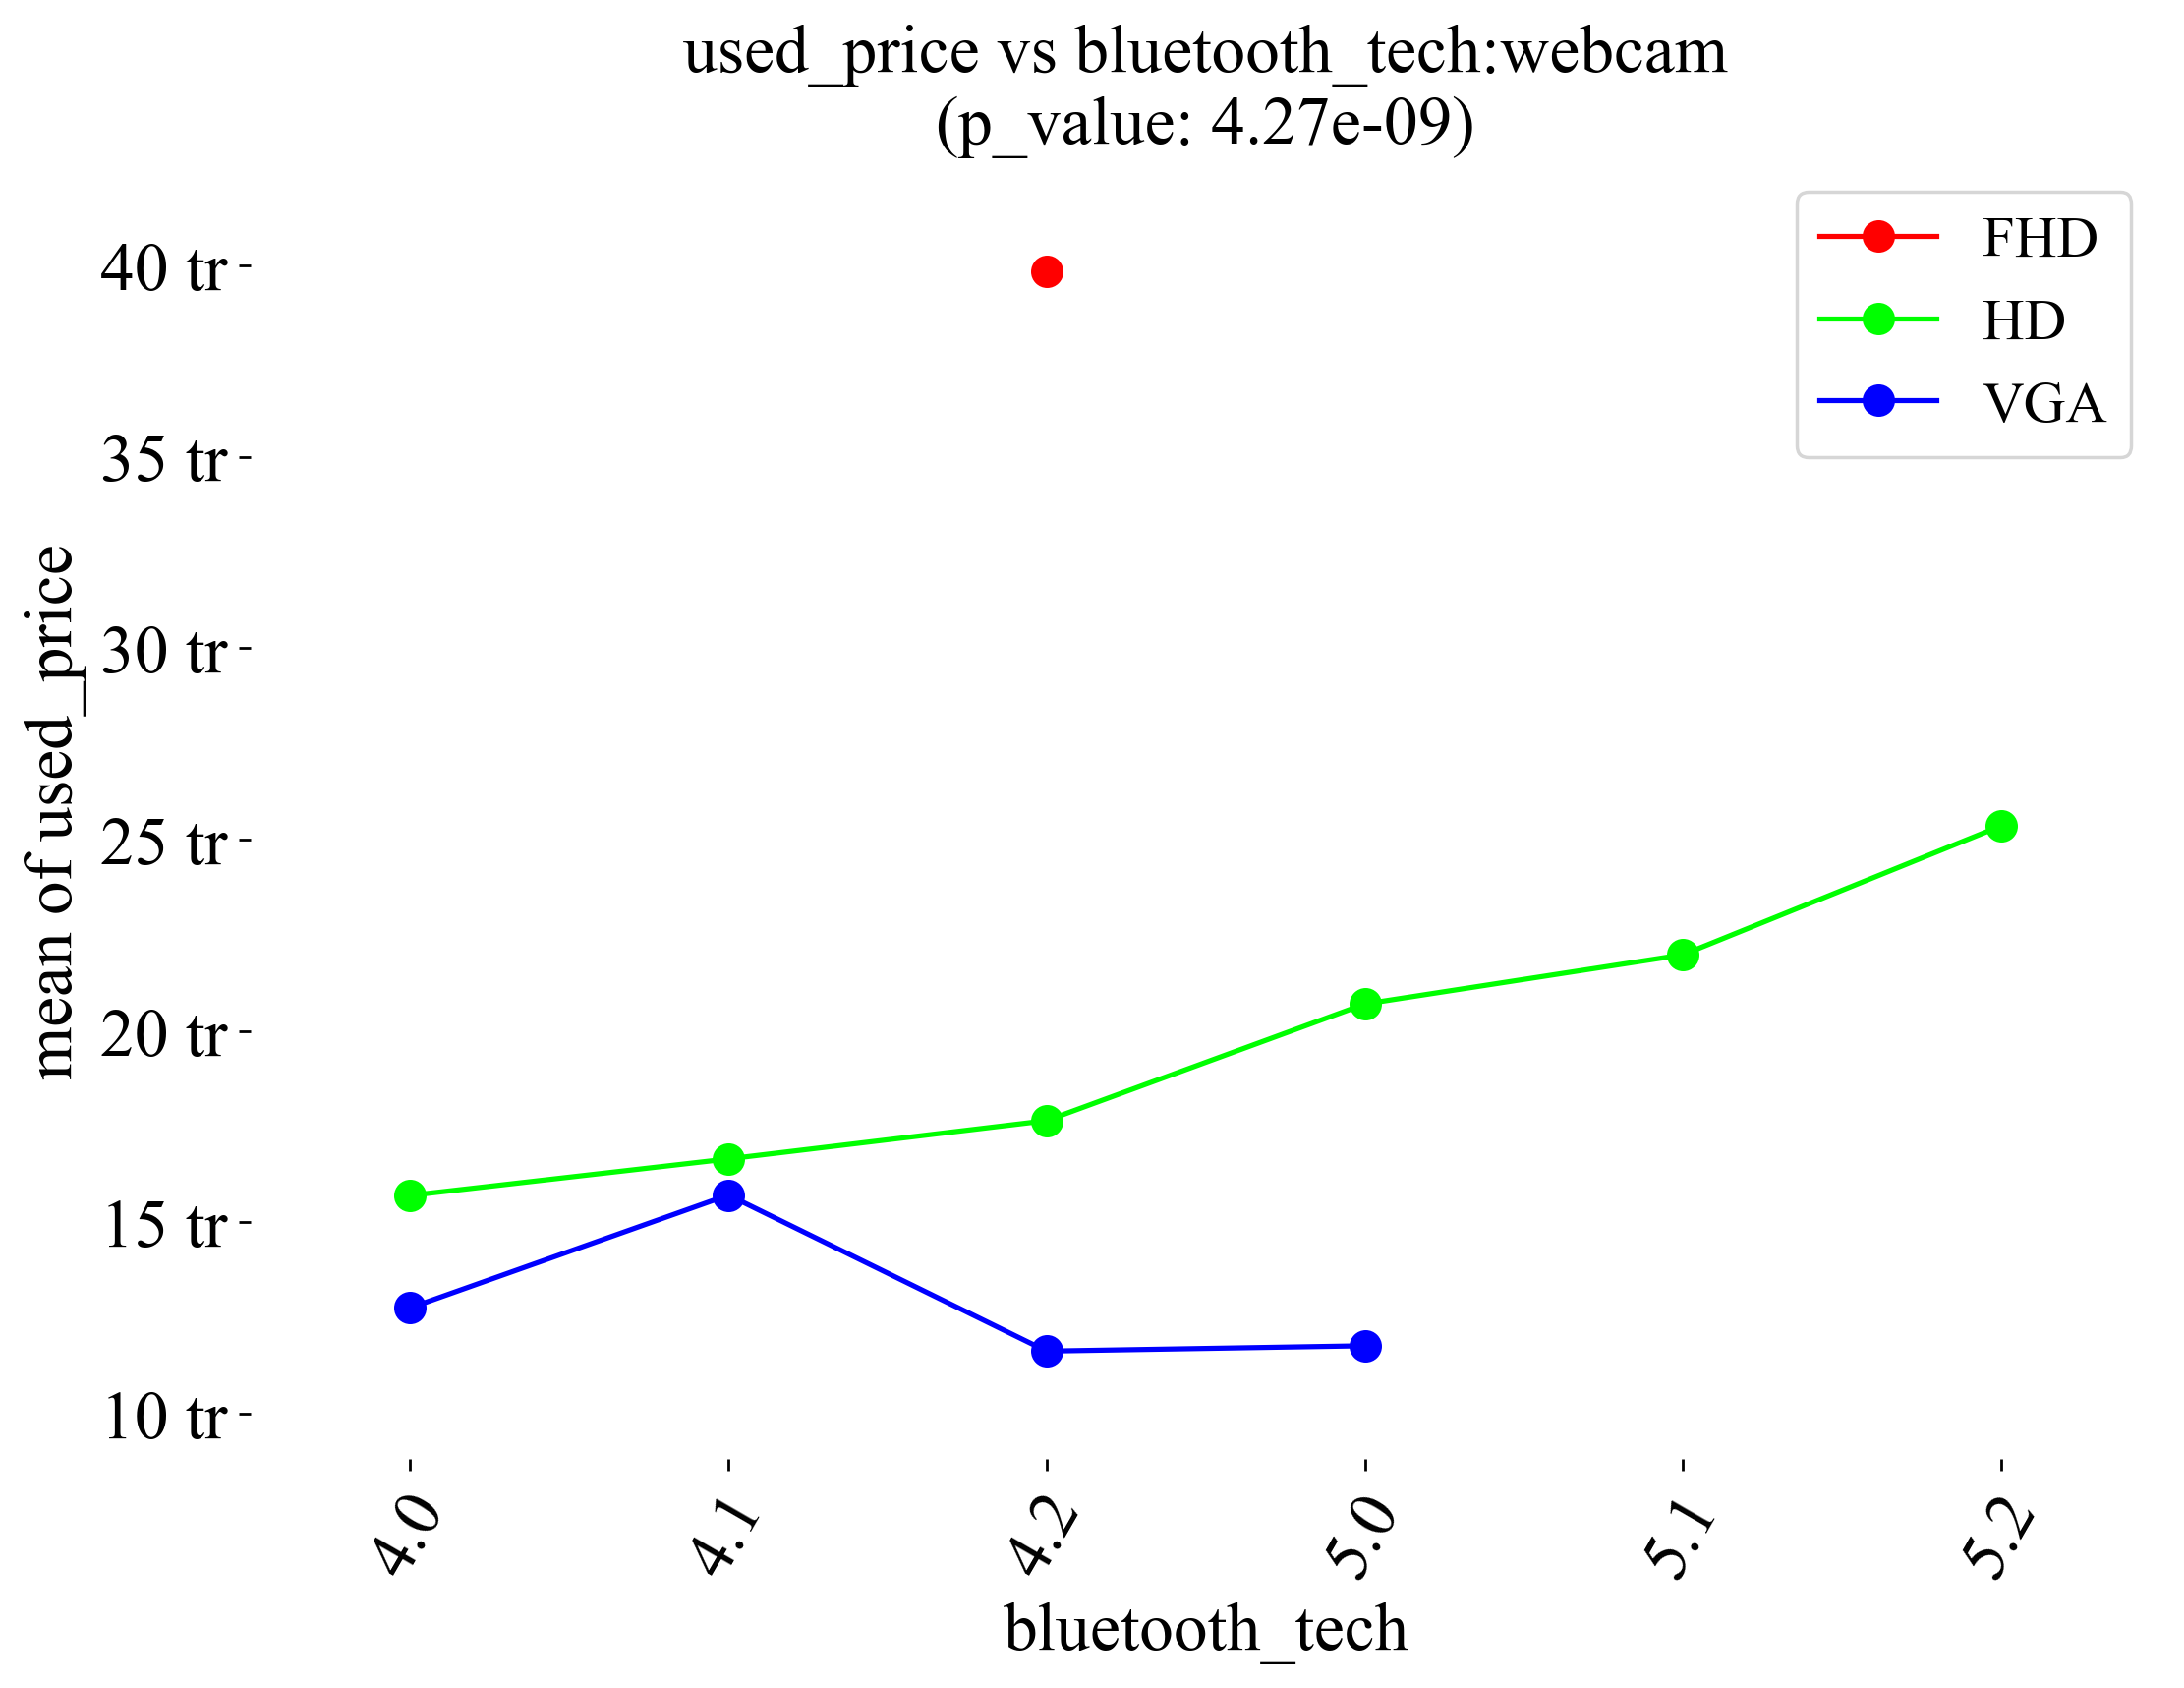 used_price vs bluetooth_tech:webcam
(p_value: 4.27e-09)
FHD
HD
VGA
mean of used_price
40 tr
35 tr
30 tr
25 tr
20 tr
15 tr
10 tr
4.0
4.1
4.2
5.0
5.1
5.2
bluetooth_tech